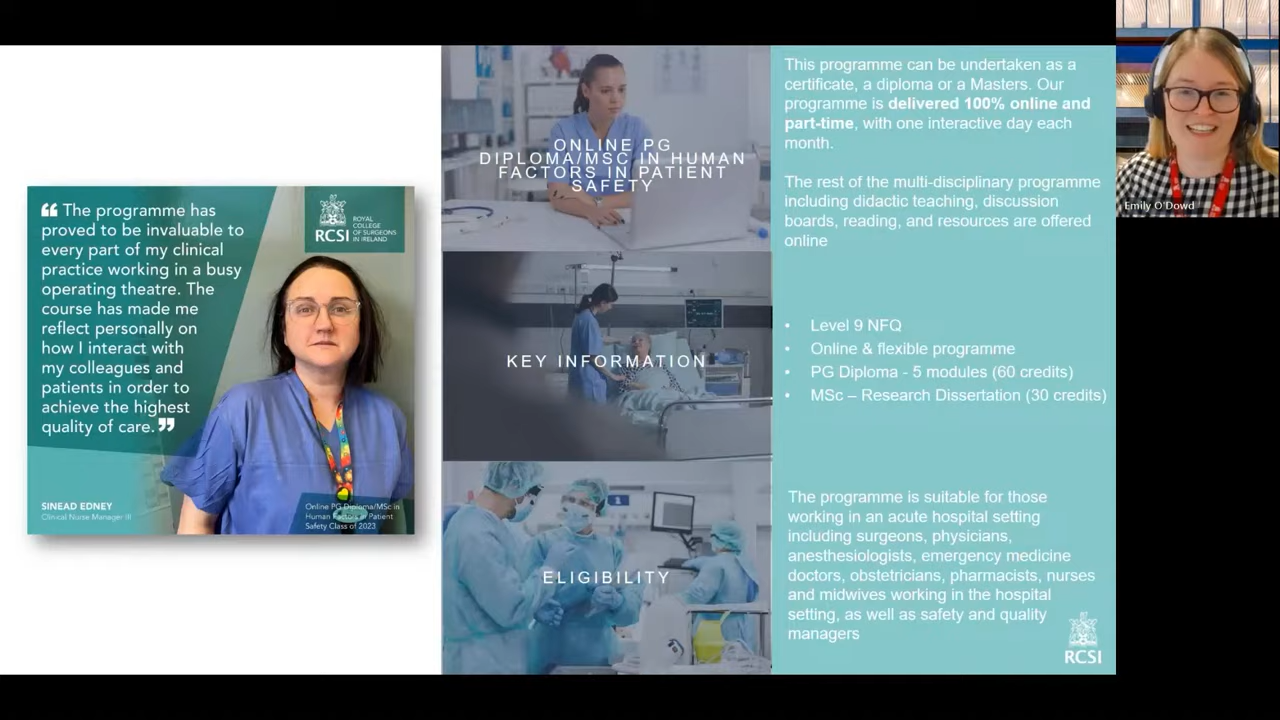 ❝ The programme has
proved to be invaluable to
every part of my clinical
practice working in a busy
operating theatre. The
course has made me
reflect personally on
how I interact with
my colleagues and
patients in order to
achieve the highest
quality of care. ❞
SINEAD EDNEY
Clinical Nurse Manager III
RCSI
ROYAL
COLLEGE
OF SURGEONS
IN IRELAND
Online PG Diploma/MSc in
Human Factors in Patient
Safety Class of 2023
ONLINE PG
DIPLOMA/MSC IN HUMAN
FACTORS IN PATIENT
SAFETY
This programme can be undertaken as a
certificate, a diploma or a Masters. Our
programme is delivered 100% online and
part-time, with one interactive day each
month.
The rest of the multi-disciplinary programme
including didactic teaching, discussion
boards, reading, and resources are offered
online
KEY INFORMATION
• Level 9 NFQ
• Online & flexible programme
• PG Diploma - 5 modules (60 credits)
• MSc – Research Dissertation (30 credits)
ELIGIBILITY
The programme is suitable for those
working in an acute hospital setting
including surgeons, physicians,
anesthesiologists, emergency medicine
doctors, obstetricians, pharmacists, nurses
and midwives working in the hospital
setting, as well as safety and quality
managers
RCSI
Emily O'Dowd